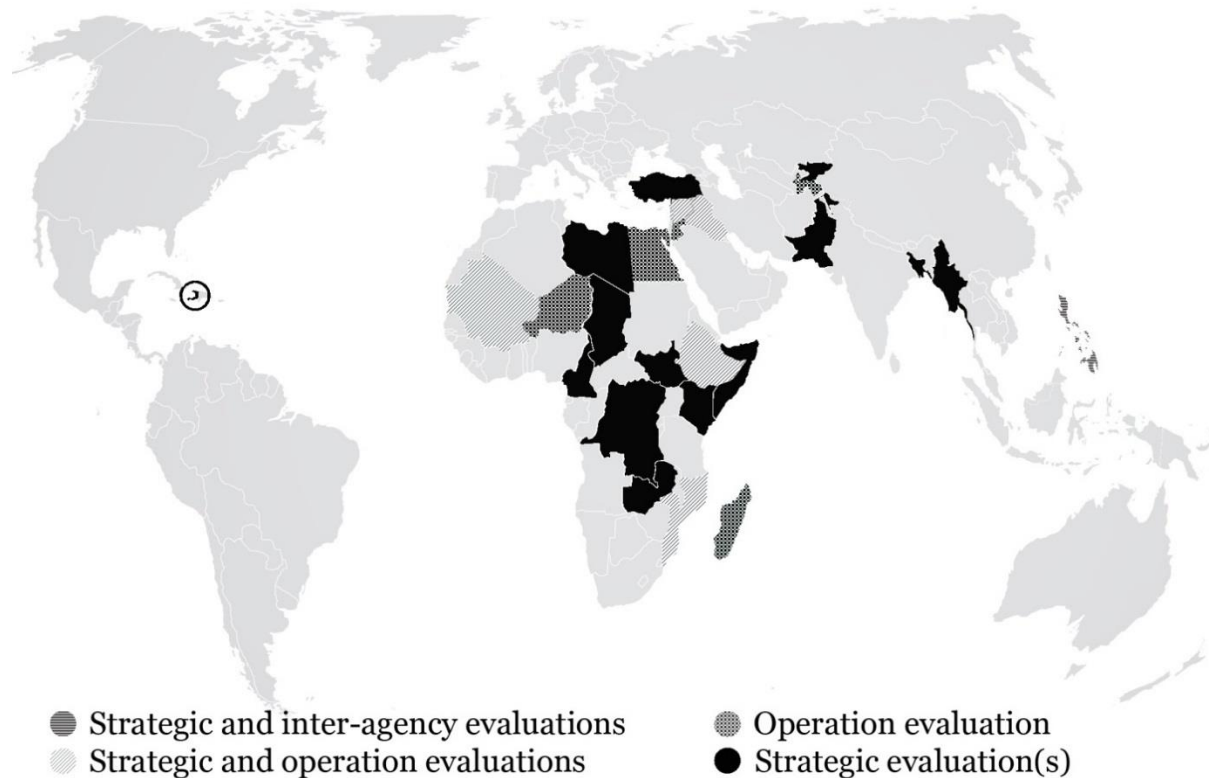 Strategic and inter-agency evaluations
Strategic and operation evaluations
Operation evaluation
Strategic evaluation(s)